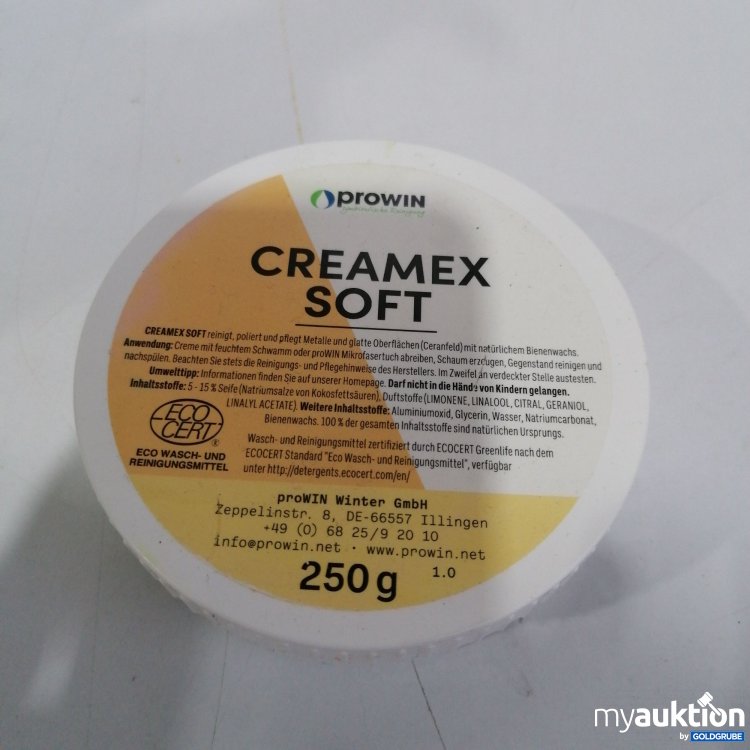 prowin
symbiontische Reinigung
CREAMEX
SOFT
CREAMEX SOFT reinigt, poliert und pflegt Metalle und glatte Oberflächen (Ceranfeld) mit natürlichem Bienenwachs.
Anwendung: Creme mit feuchtem Schwamm oder proWIN Mikrofasertuch abreiben, Schaum erzeugen, Gegenstand reinigen und
nachspülen. Beachten Sie stets die Reinigungs- und Pflegehinweise des Herstellers. Im Zweifel an verdeckter Stelle austesten.
Umwelttipp: Informationen finden Sie auf unserer Homepage. Darf nicht in die Hände von Kindern gelangen.
Inhaltsstoffe: 5 - 15 % Seife (Natriumsalze von Kokosfettsäuren), Duftstoffe (LIMONENE, LINALOOL, CITRAL, GERANIOL,
LINALYL ACETATE). Weitere Inhaltsstoffe: Aluminiumoxid, Glycerin, Wasser, Natriumcarbonat,
Bienenwachs. 100 % der gesamten Inhaltsstoffe sind natürlichen Ursprungs.
ECO
CERT
®
ECO WASCH- UND
REINIGUNGSMITTEL
Wasch- und Reinigungsmittel zertifiziert durch ECOCERT Greenlife nach dem
ECOCERT Standard "Eco Wasch- und Reinigungsmittel", verfügbar
unter http://detergents.ecocert.com/en/
proWIN Winter GmbH
Zeppelinstr. 8, DE-66557 Illingen
+49 (0) 68 25/9 20 10
info@prowin.net · www.prowin.net
250 g 1.0
myauktion
by GOLDGRUBE